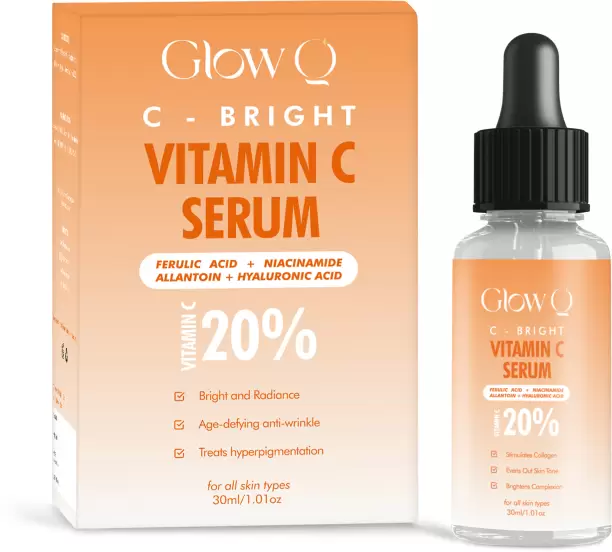 Glow Q
C - BRIGHT
VITAMIN C
SERUM
FERULIC ACID + NIACINAMIDE
ALLANTOIN + HYALURONIC ACID
VITAMIN C
20%
Bright and Radiance
Age-defying anti-wrinkle
Treats hyperpigmentation
for all skin types
30ml/1.01oz
Glow Q
C - BRIGHT
VITAMIN C
SERUM
FERULIC ACID + NIACINAMIDE
ALLANTOIN + HYALURONIC ACID
VITAMIN C
20%
Stimulates Collagen
Evens Out Skin Tone
Brightens Complexion
for all skin types
30ml/1.01oz